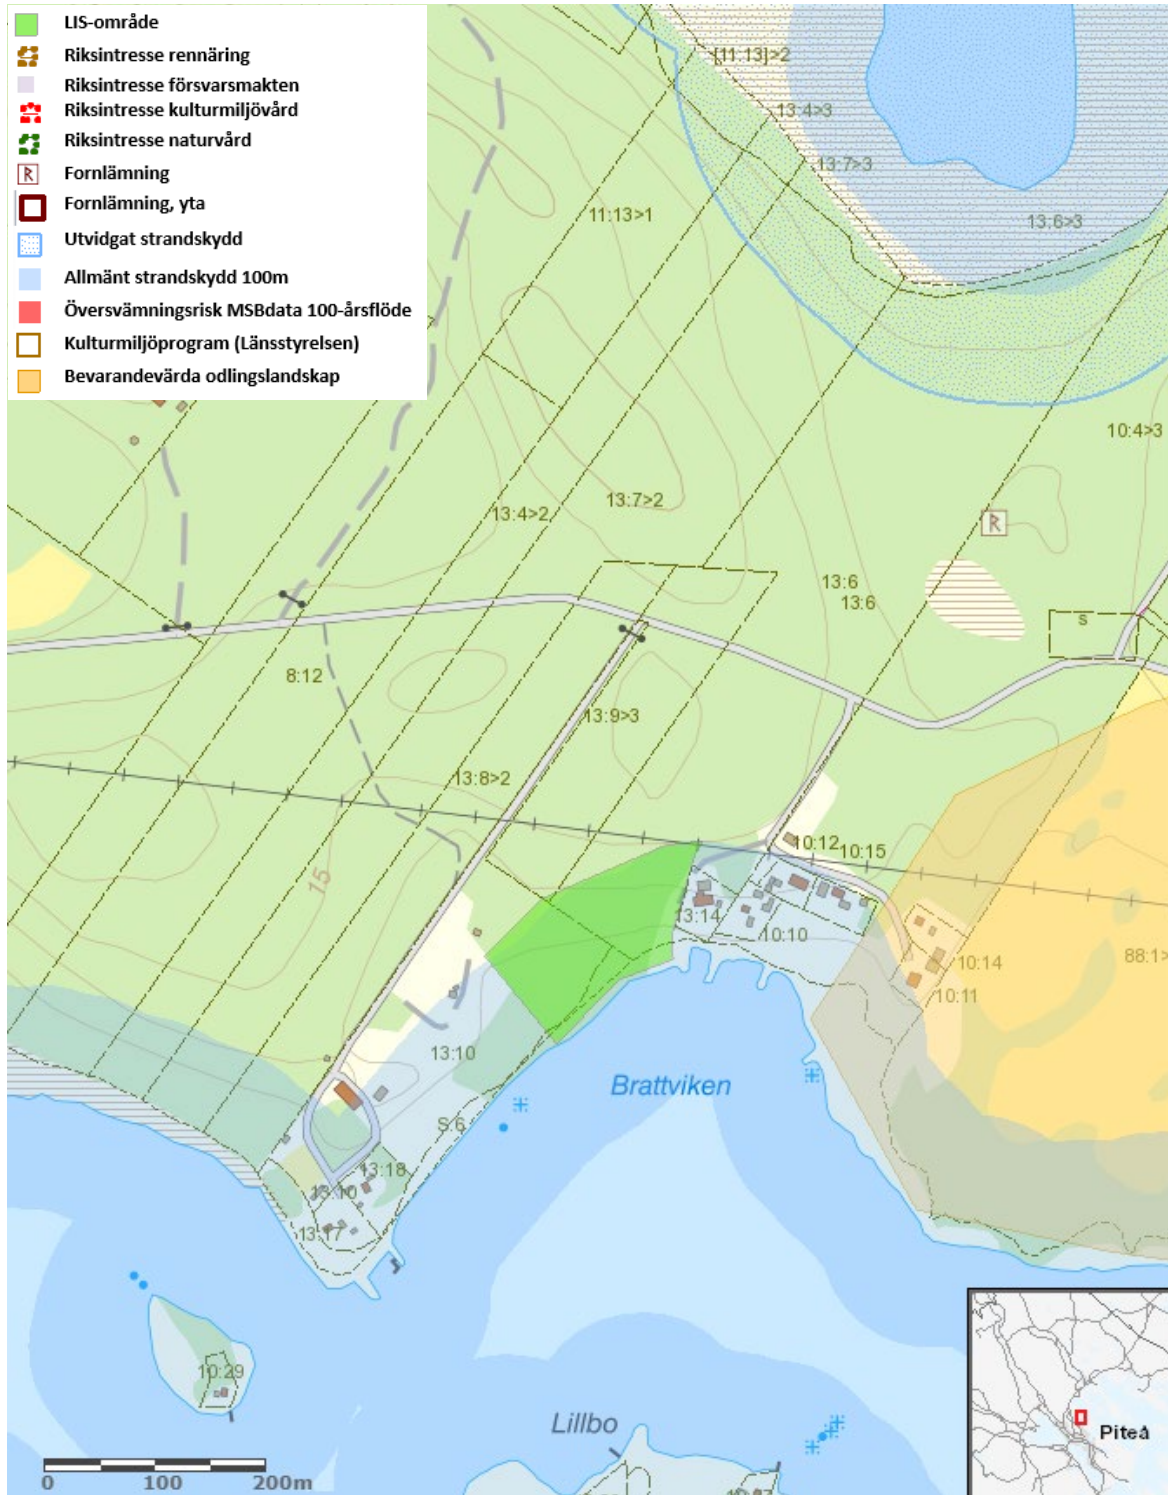 LIS-område
Riksintresse rennäring
Riksintresse försvarsmakten
Riksintresse kulturmiljövård
Riksintresse naturvård
R Fornlämning
Fornlämning, yta
Utvidgat strandskydd
Allmänt strandskydd 100m
Översvämningsrisk MSBdata 100-årsflöde
Kulturmiljöprogram (Länsstyrelsen)
Bevarandevärda odlingslandskap
[11:13]>2
13:4>3
13:7>3
11:13>1
13:6>3
10:4>3
13:7>2
13:4>2
R
13:6
13:6
S
8:12
13:9>3
13:8>2
10:12
10:15
15
13:14
10:10
10:14
88:1>
10:11
13:10
Brattviken
S:6
13:18
13:10
13:17
10:29
Lillbo
Piteå
0 100 200m